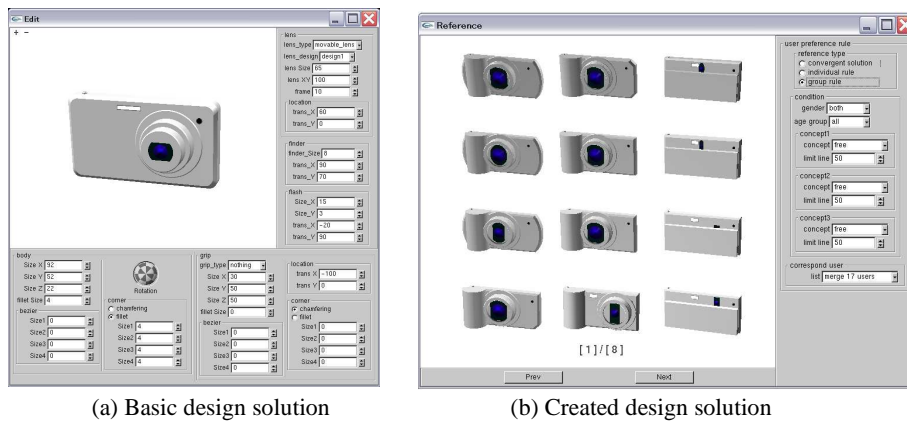 Edit
+ -
lens
lens_type movable_lens
lens_design design1
lens Size 65
lens XY 100
frame 10
location
trans_X 60
trans_Y 0
finder
finder_Size 8
trans_X 90
trans_Y 70
flash
Size_X 15
Size_Y 3
trans_X -20
trans_Y 90
body
Size X 92
Size Y 52
Size Z 22
fillet Size 4
bezier
Size1 0
Size2 0
Size3 0
Size4 0
Rotation
corner
chamfering
fillet
Size1 4
Size2 4
Size3 4
Size4 4
grip
grip_type nothing
Size X 30
Size Y 50
Size Z 50
fillet Size 0
bezier
Size1 0
Size2 0
Size3 0
Size4 0
location
trans X -100
trans Y 0
corner
chamfering
fillet
Size1 0
Size2 0
Size3 0
Size4 0
(a) Basic design solution
Reference
user preference rule
reference type
convergent solution
individual rule
group rule
condition
gender both
age group all
concept1
concept free
limit line 50
concept2
concept free
limit line 50
concept3
concept free
limit line 50
correspond user
list merge 17 users
[1]/[8]
Prev
Next
(b) Created design solution